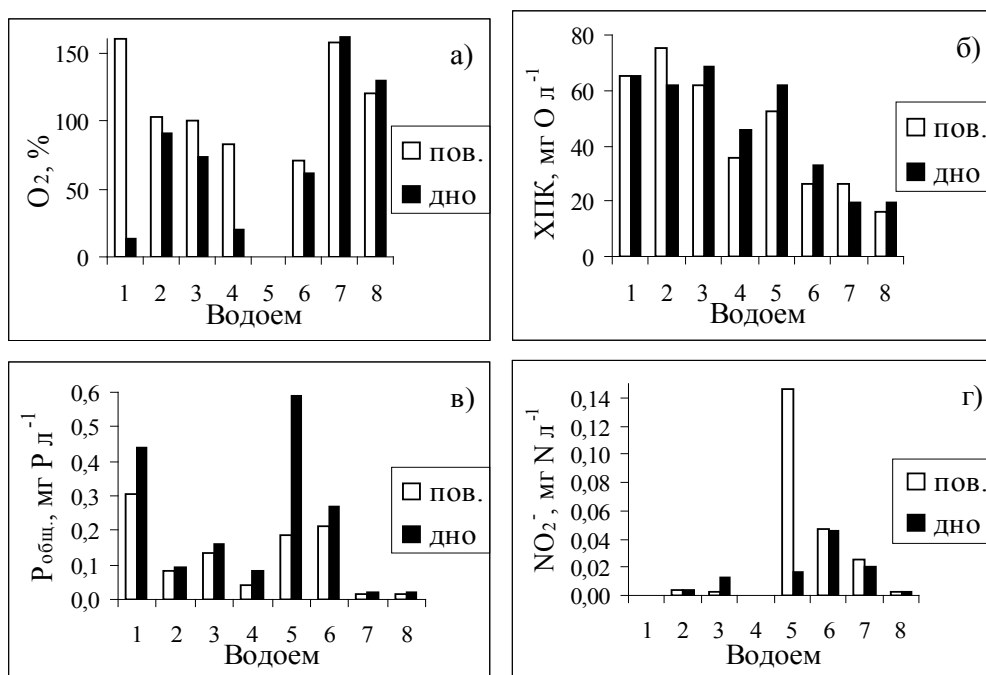 а)
O₂, %
150
100
50
0
1 2 3 4 5 6 7 8
Водоем
пов.
дно
б)
ХПК, мг О л⁻¹
80
60
40
20
0
1 2 3 4 5 6 7 8
Водоем
пов.
дно
в)
Pобщ., мг Р л⁻¹
0,6
0,5
0,4
0,3
0,2
0,1
0,0
1 2 3 4 5 6 7 8
Водоем
пов.
дно
г)
NO₂⁻, мг N л⁻¹
0,14
0,12
0,10
0,08
0,06
0,04
0,02
0,00
1 2 3 4 5 6 7 8
Водоем
пов.
дно